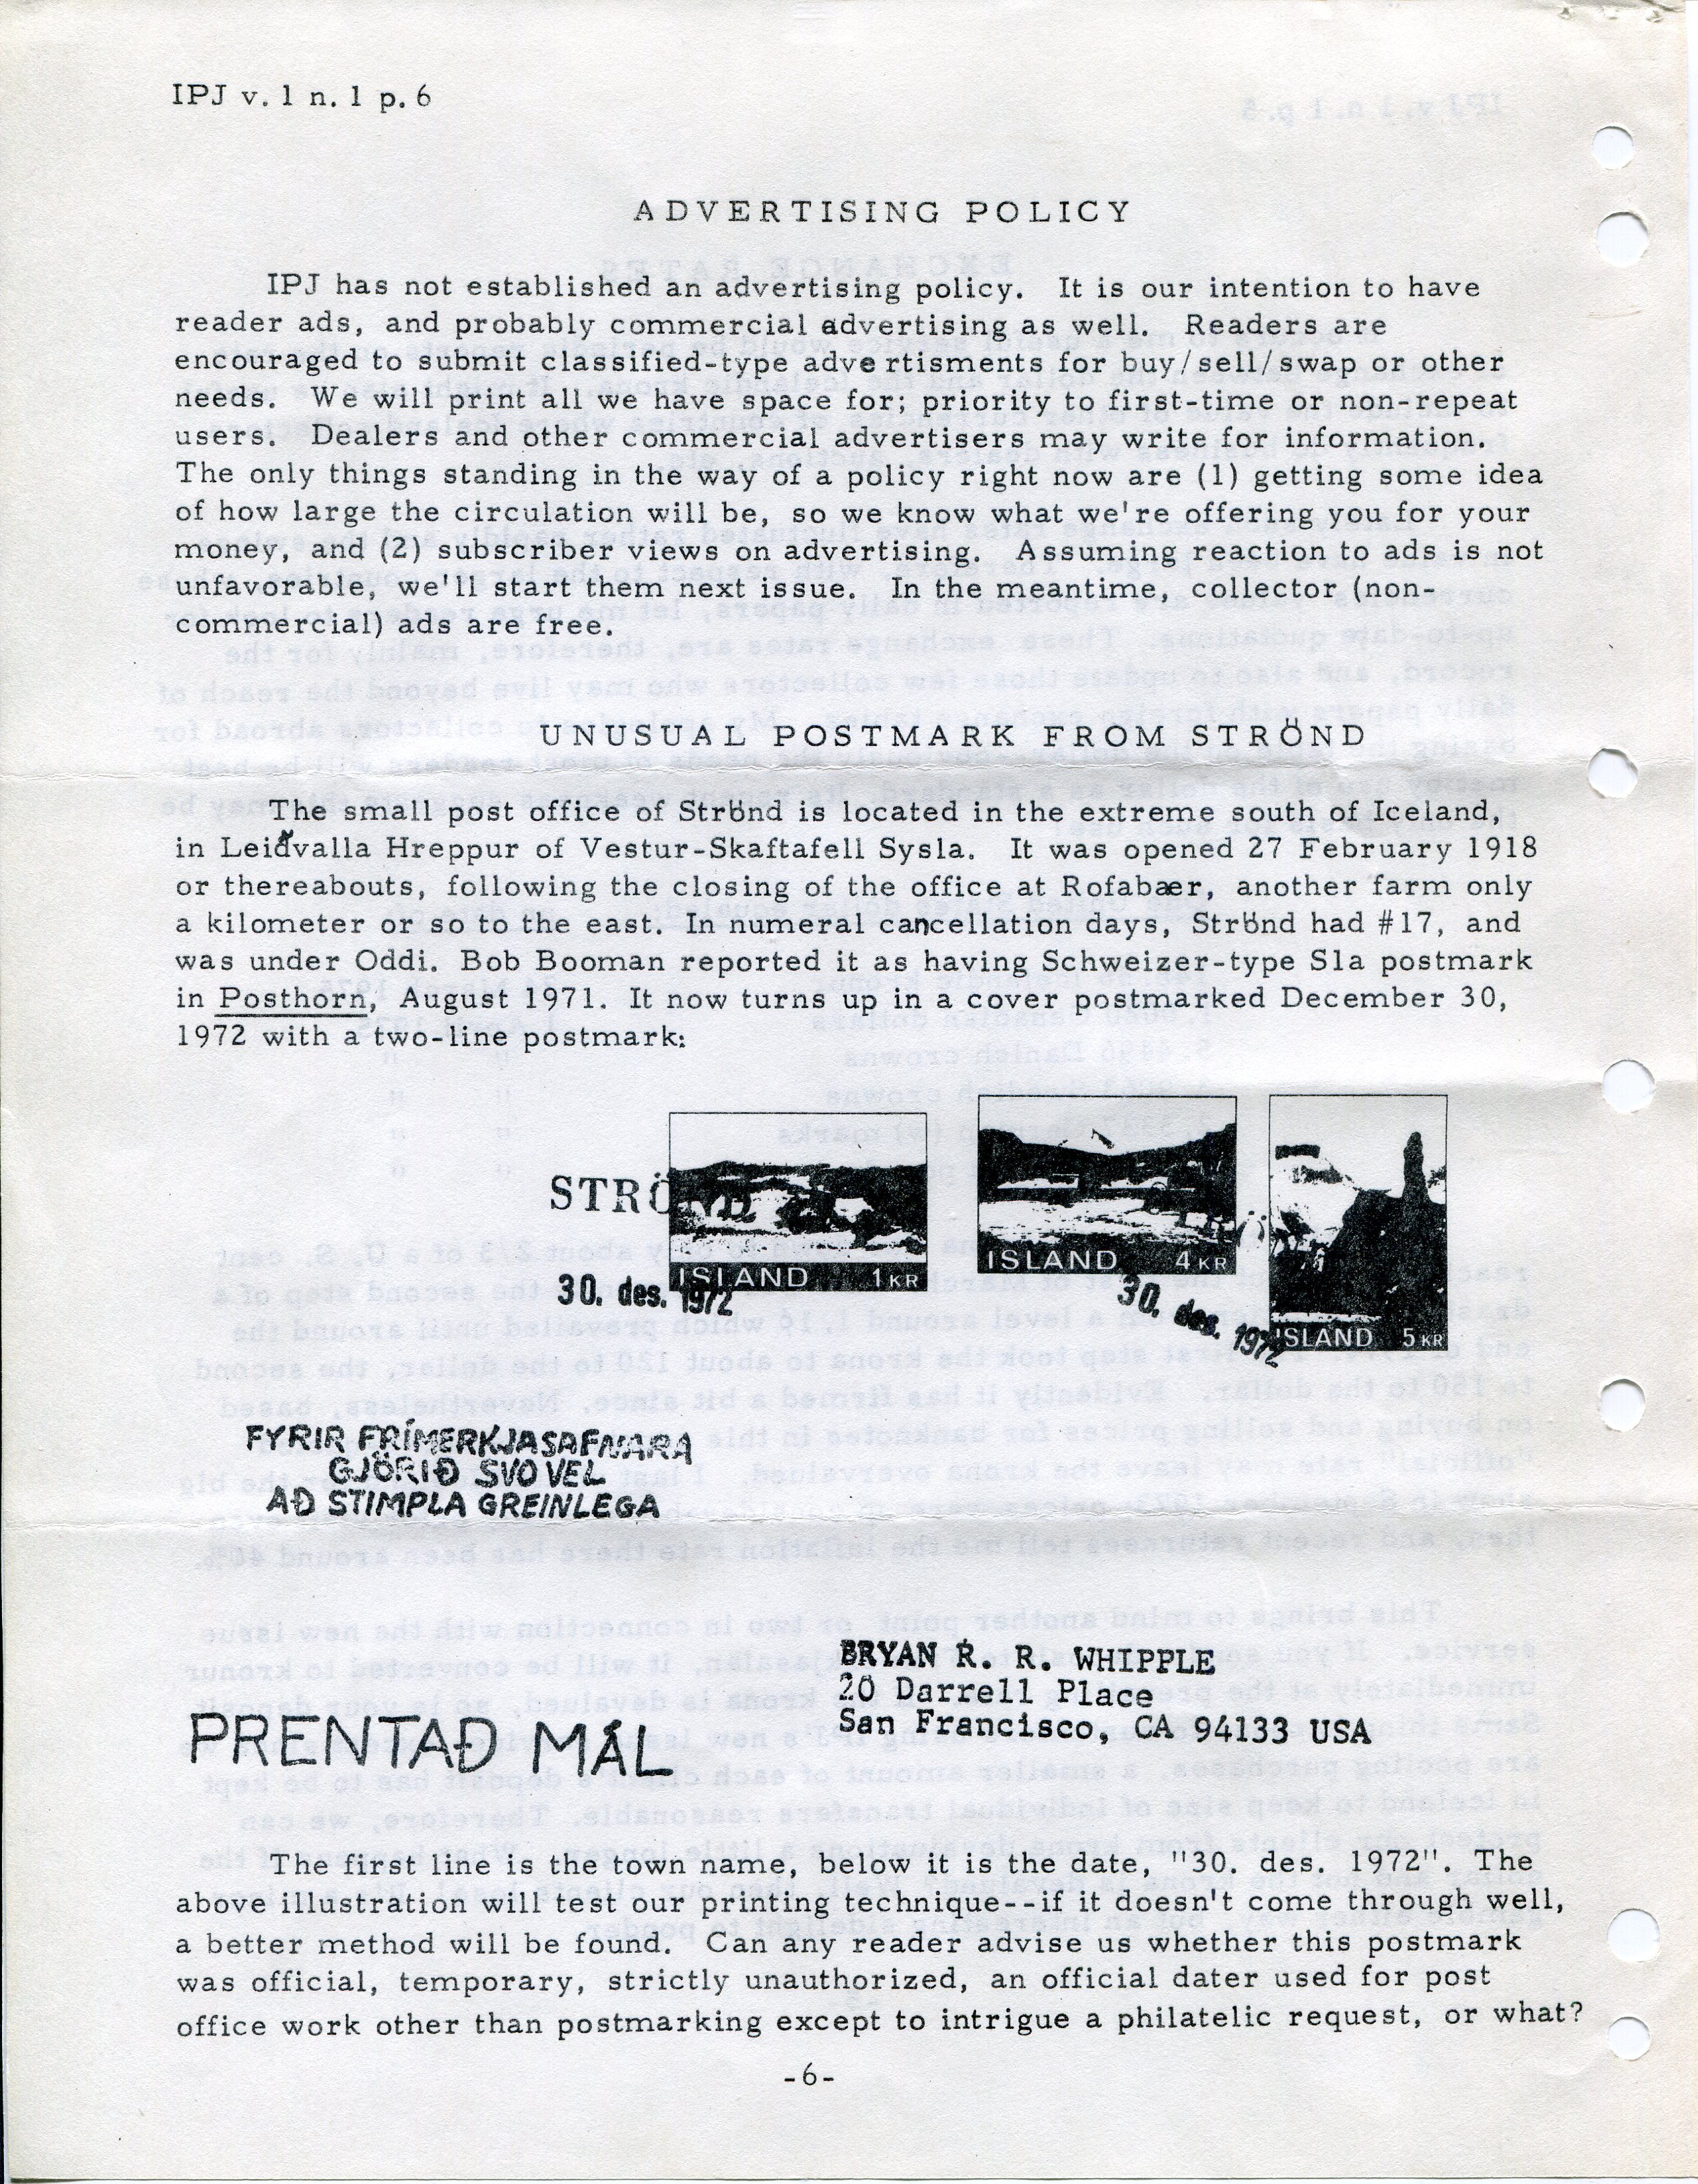 IPJ v. 1 n. 1 p. 6
ADVERTISING POLICY
IPJ has not established an advertising policy. It is our intention to have
reader ads, and probably commercial advertising as well. Readers are
encouraged to submit classified-type advertisments for buy/sell/swap or other
needs. We will print all we have space for; priority to first-time or non-repeat
users. Dealers and other commercial advertisers may write for information.
The only things standing in the way of a policy right now are (1) getting some idea
of how large the circulation will be, so we know what we're offering you for your
money, and (2) subscriber views on advertising. Assuming reaction to ads is not
unfavorable, we'll start them next issue. In the meantime, collector (non-
commercial) ads are free.
UNUSUAL POSTMARK FROM STRÖND
The small post office of Strönd is located in the extreme south of Iceland,
in Leiðvalla Hreppur of Vestur-Skaftafell Sysla. It was opened 27 February 1918
or thereabouts, following the closing of the office at Rofabær, another farm only
a kilometer or so to the east. In numeral cancellation days, Strönd had #17, and
was under Oddi. Bob Booman reported it as having Schweizer-type S1a postmark
in Posthorn, August 1971. It now turns up in a cover postmarked December 30,
1972 with a two-line postmark:
STRÖND
ISLAND 1 KR
ISLAND 4 KR
ISLAND 5 KR
30. des. 1972
30. des. 1972
FYRIR FRÍMERKJASAFNARA
GJÖRIÐ SVO VEL
AÐ STIMPLA GREINLEGA
BRYAN R. R. WHIPPLE
20 Darrell Place
San Francisco, CA 94133 USA
PRENTAÐ MÁL
The first line is the town name, below it is the date, "30. des. 1972". The
above illustration will test our printing technique--if it doesn't come through well,
a better method will be found. Can any reader advise us whether this postmark
was official, temporary, strictly unauthorized, an official dater used for post
office work other than postmarking except to intrigue a philatelic request, or what?
-6-